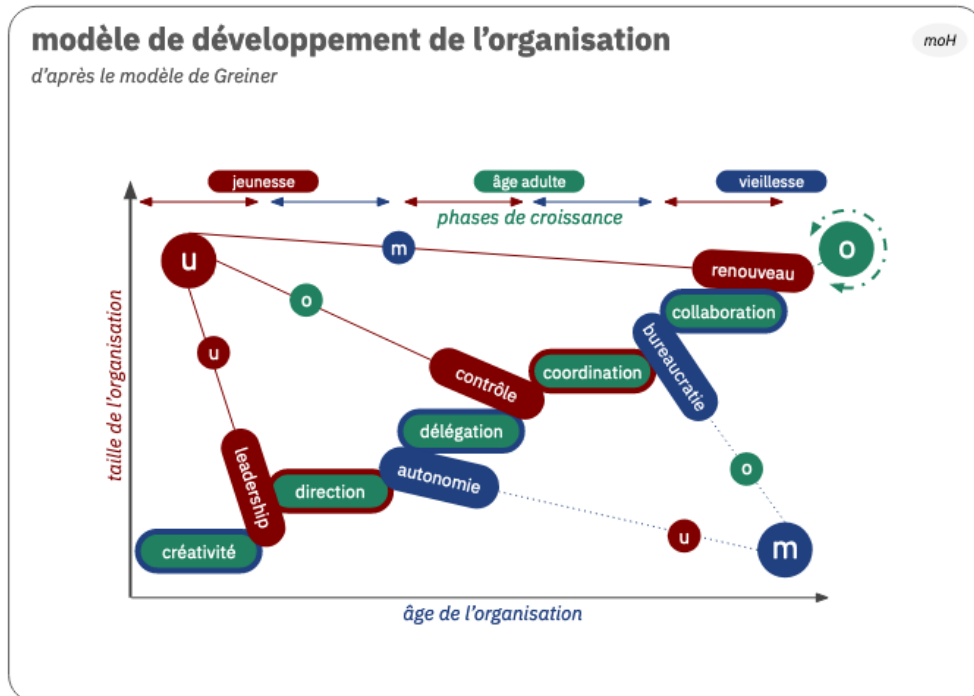 modèle de développement de l'organisation
moH
d'après le modèle de Greiner
jeunesse
âge adulte
vieillesse
phases de croissance
taille de l'organisation
u
m
o
renouveau
o
collaboration
u
bureaucratie
contrôle
coordination
délégation
leadership
autonomie
direction
o
créativité
u
m
âge de l'organisation